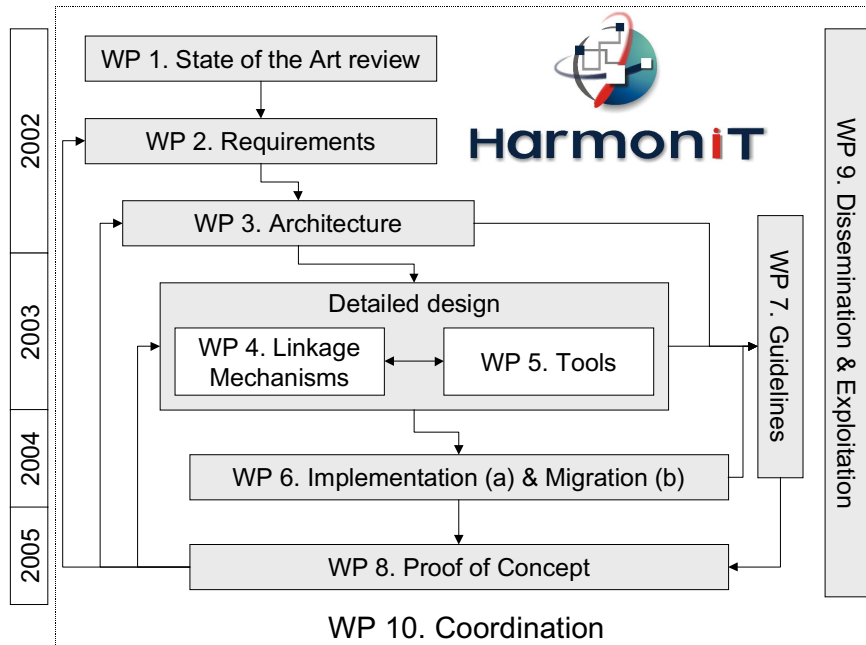 2002
2003
2004
2005
WP 1. State of the Art review
HarmoniT
WP 2. Requirements
WP 3. Architecture
Detailed design
WP 4. Linkage
Mechanisms
WP 5. Tools
WP 6. Implementation (a) & Migration (b)
WP 7. Guidelines
WP 8. Proof of Concept
WP 9. Dissemination & Exploitation
WP 10. Coordination